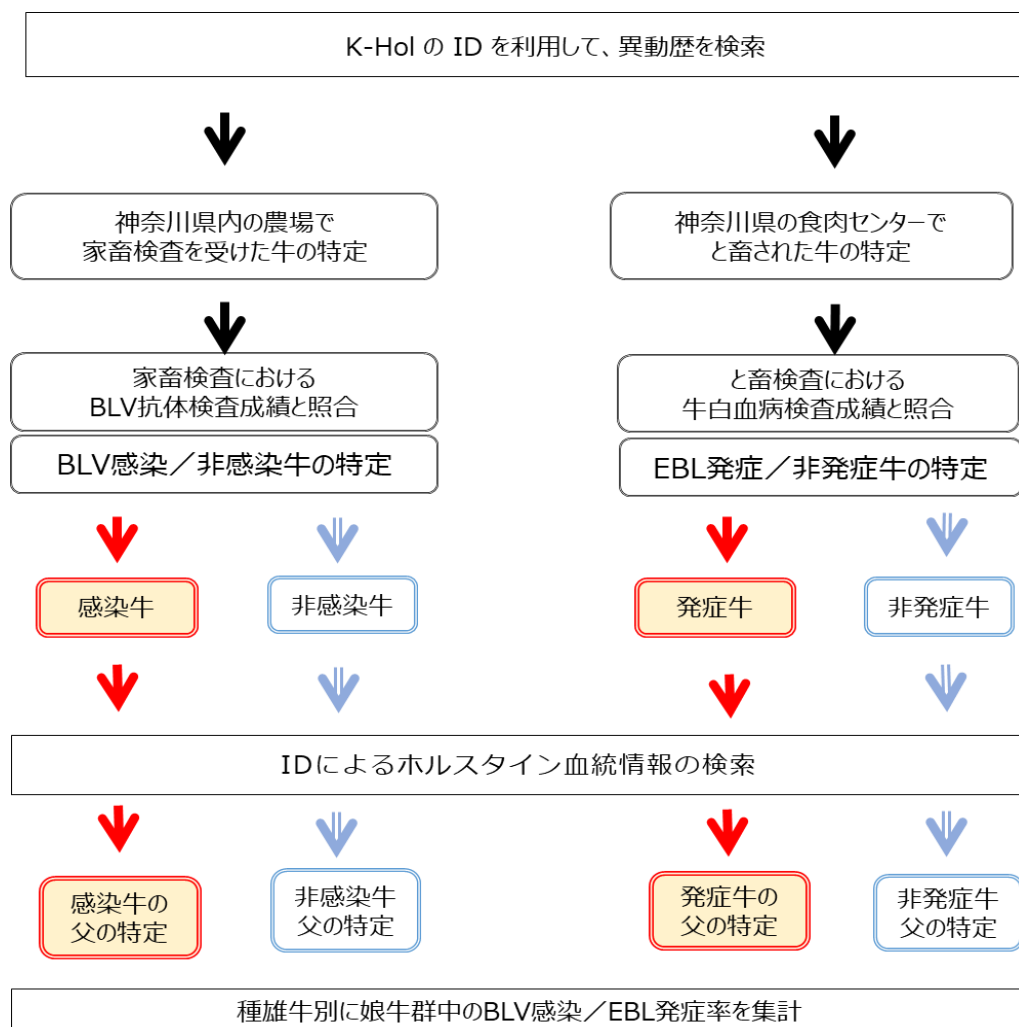 K-Hol の ID を利用して、異動歴を検索
神奈川県内の農場で
家畜検査を受けた牛の特定
神奈川県の食肉センターで
と畜された牛の特定
家畜検査における
BLV抗体検査成績と照合
と畜検査における
牛白血病検査成績と照合
BLV感染／非感染牛の特定
EBL発症／非発症牛の特定
感染牛
非感染牛
発症牛
非発症牛
IDによるホルスタイン血統情報の検索
感染牛の
父の特定
非感染牛
父の特定
発症牛の
父の特定
非発症牛
父の特定
種雄牛別に娘牛群中のBLV感染／EBL発症率を集計